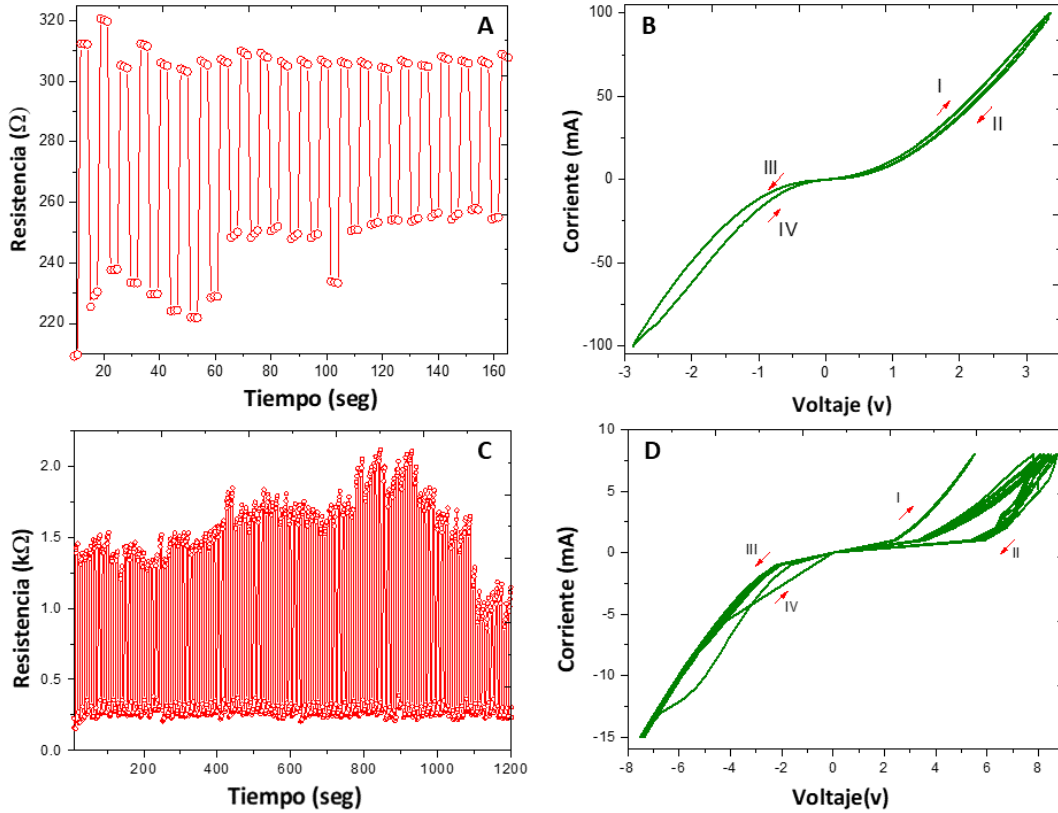 A
Resistencia (Ω)
320
300
280
260
240
220
20
40
60
80
100
120
140
160
Tiempo (seg)
B
Corriente (mA)
100
50
0
-50
-100
I
II
III
IV
-3
-2
-1
0
1
2
3
Voltaje (v)
C
Resistencia (kΩ)
2.0
1.5
1.0
0.5
0.0
200
400
600
800
1000
1200
Tiempo (seg)
D
Corriente (mA)
10
5
0
-5
-10
-15
I
II
III
IV
-8
-6
-4
-2
0
2
4
6
8
Voltaje(v)